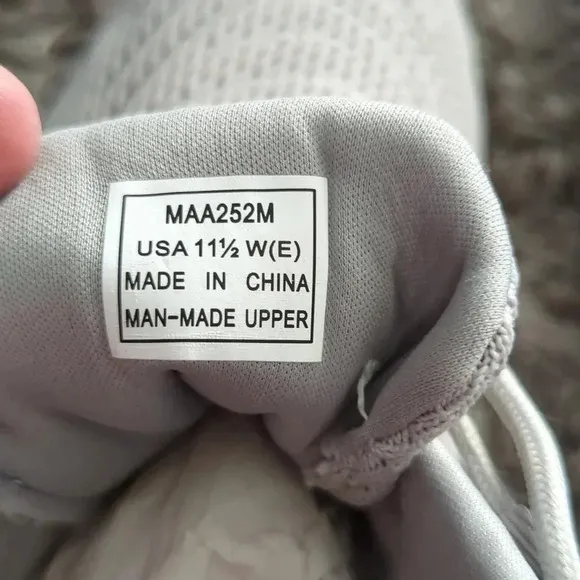 MAA252M
USA 11½ W(E)
MADE IN CHINA
MAN-MADE UPPER